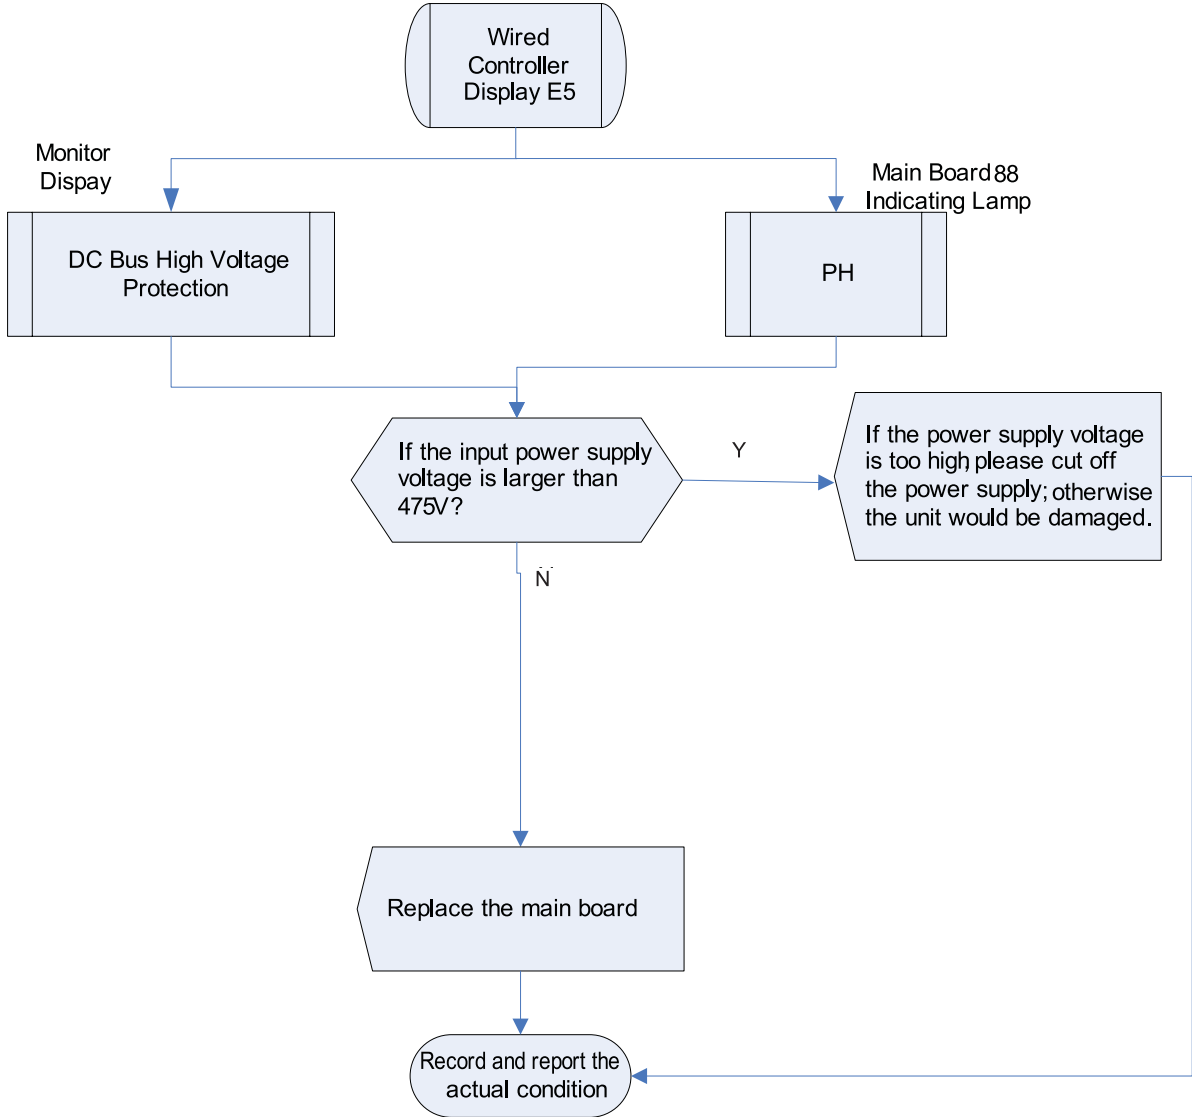 Wired
Controller
Display E5
Monitor
Dispay
Main Board 88
Indicating Lamp
DC Bus High Voltage
Protection
PH
If the input power supply
voltage is larger than
475V?
Y
If the power supply voltage
is too high, please cut off
the power supply; otherwise
the unit would be damaged.
N
Replace the main board
Record and report the
actual condition